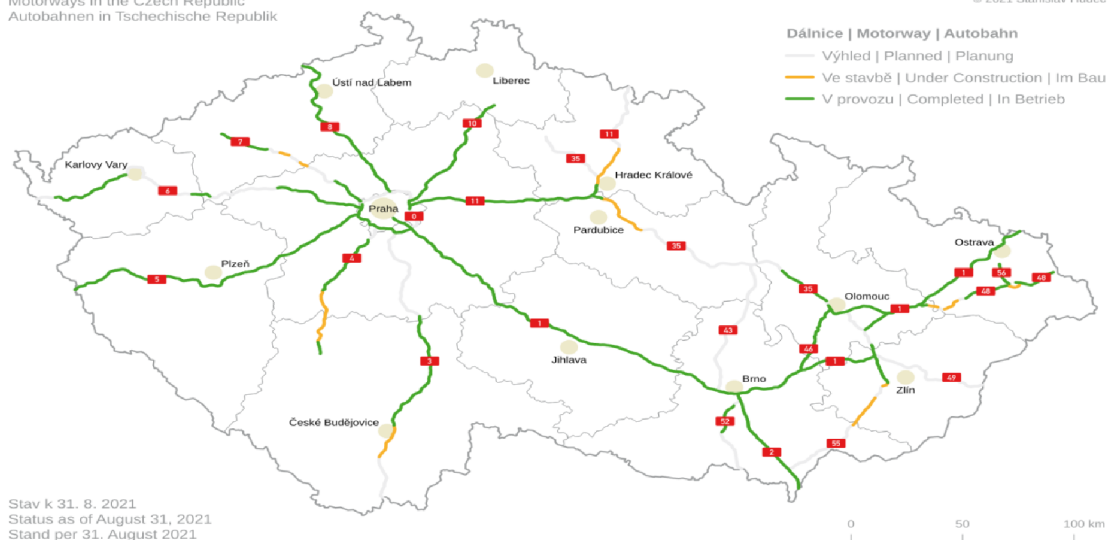 Motorways in the Czech Republic
Autobahnen in Tschechische Republik
© 2021 Stanislav
Dálnice | Motorway | Autobahn
Výhled | Planned | Planung
Ve stavbě | Under Construction | Im Bau
V provozu | Completed | In Betrieb
Ústí nad Labem
Liberec
8
10
11
7
35
Karlovy Vary
6
Hradec Králové
11
Praha
0
Pardubice
Ostrava
35
4
Plzeň
5
1
56
48
48
35
Olomouc
1
1
43
3
Jihlava
46
1
Brno
49
Zlín
České Budějovice
52
2
55
Stav k 31. 8. 2021
Status as of August 31, 2021
Stand per 31. August 2021
0
50
100 km